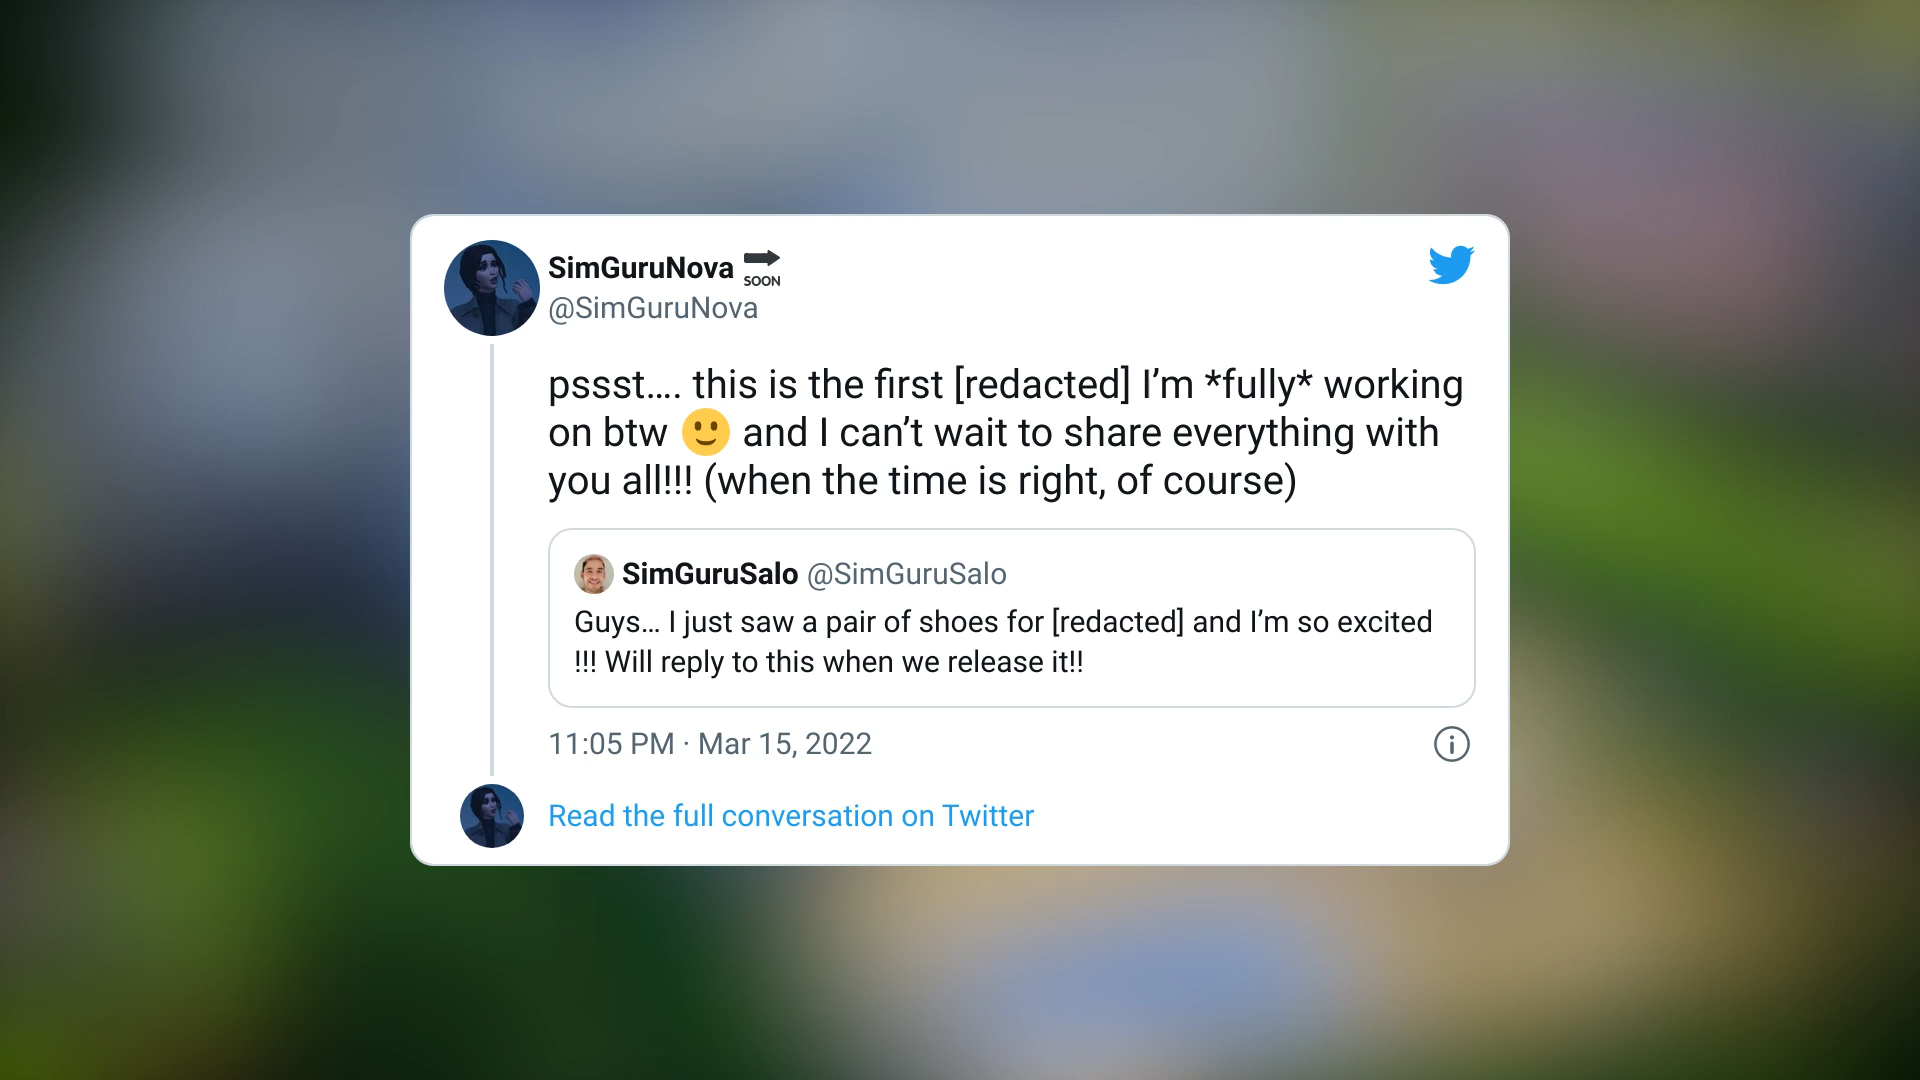 SimGuruNova 🔜
@SimGuruNova
pssst.... this is the first [redacted] I’m *fully* working
on btw 🙂 and I can’t wait to share everything with
you all!!! (when the time is right, of course)
SimGuruSalo @SimGuruSalo
Guys... I just saw a pair of shoes for [redacted] and I’m so excited
!!! Will reply to this when we release it!!
11:05 PM · Mar 15, 2022
Read the full conversation on Twitter